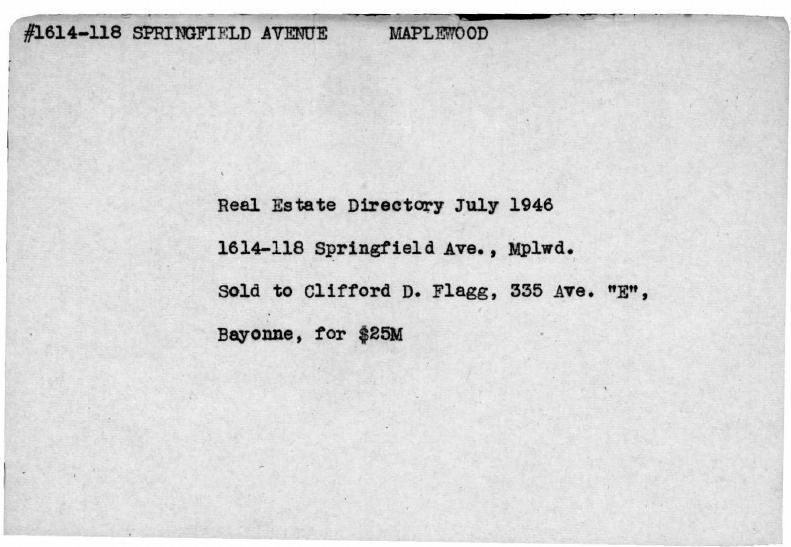 #1614-118 SPRINGFIELD AVENUE MAPLEWOOD
Real Estate Directory July 1946
1614-118 Springfield Ave., Mplwd.
Sold to Clifford D. Flagg, 335 Ave. "E",
Bayonne, for $25M